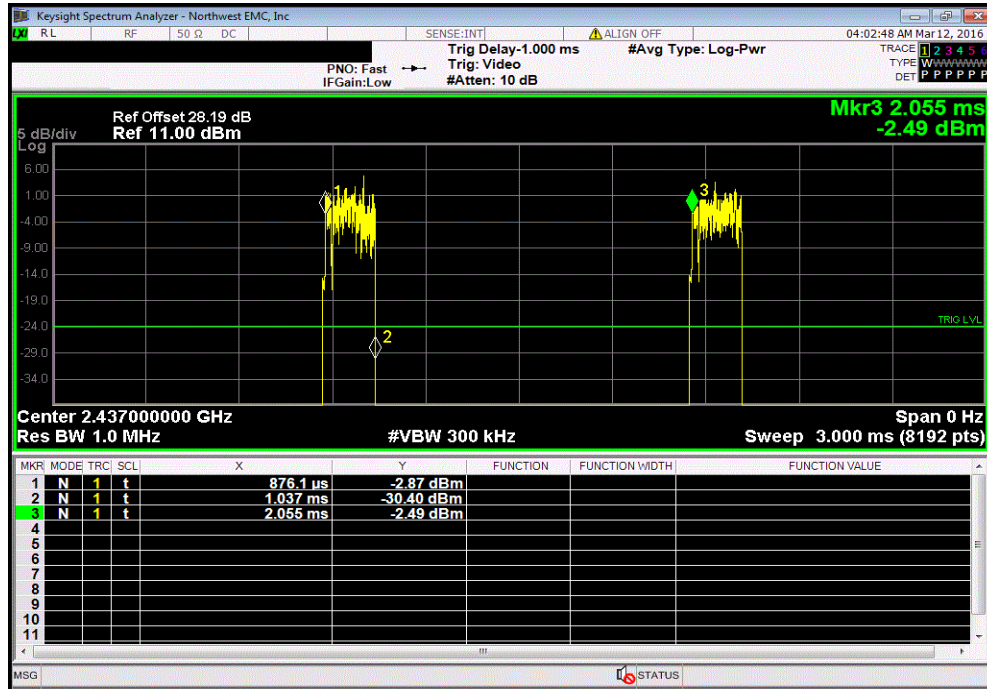 Keysight Spectrum Analyzer - Northwest EMC, Inc
LXI RL RF 50 Ω DC SENSE:INT ALIGN OFF 04:02:48 AM Mar 12, 2016
Trig Delay-1.000 ms #Avg Type: Log-Pwr TRACE 1 2 3 4 5 6
PNO: Fast Trig: Video TYPE WWWWWW
IFGain:Low #Atten: 10 dB DET P P P P P P
Mkr3 2.055 ms
-2.49 dBm
Ref Offset 28.19 dB
5 dB/div Ref 11.00 dBm
Log
6.00
1.00
-4.00
-9.00
-14.0
-19.0
-24.0
-29.0
-34.0
1
2
3
TRIG LVL
Center 2.437000000 GHz Span 0 Hz
Res BW 1.0 MHz #VBW 300 kHz Sweep 3.000 ms (8192 pts)
MKR MODE TRC SCL X Y FUNCTION FUNCTION WIDTH FUNCTION VALUE
1 N 1 t 876.1 µs -2.87 dBm
2 N 1 t 1.037 ms -30.40 dBm
3 N 1 t 2.055 ms -2.49 dBm
4
5
6
7
8
9
10
11
MSG STATUS